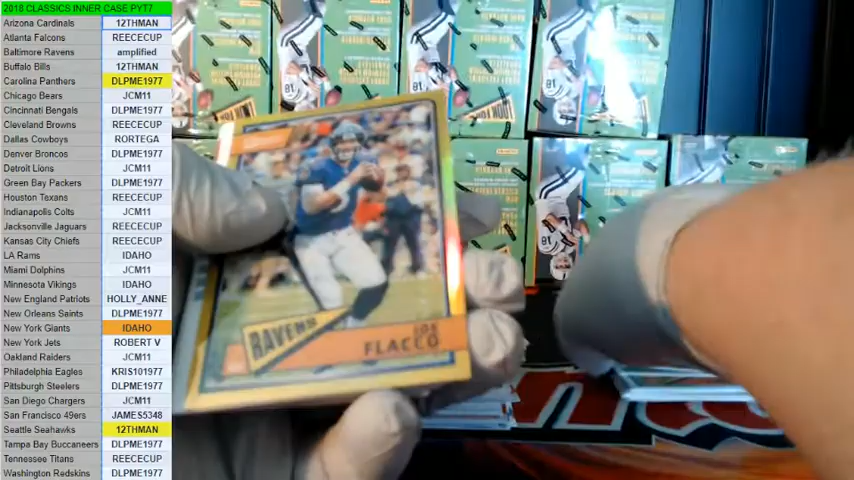 2018 CLASSICS INNER CASE PYT7
Arizona Cardinals 12THMAN
Atlanta Falcons REECECUP
Baltimore Ravens amplified
Buffalo Bills 12THMAN
Carolina Panthers DLPME1977
Chicago Bears JCM11
Cincinnati Bengals DLPME1977
Cleveland Browns REECECUP
Dallas Cowboys RORTEGA
Denver Broncos DLPME1977
Detroit Lions JCM11
Green Bay Packers DLPME1977
Houston Texans REECECUP
Indianapolis Colts JCM11
Jacksonville Jaguars REECECUP
Kansas City Chiefs REECECUP
LA Rams IDAHO
Miami Dolphins JCM11
Minnesota Vikings IDAHO
New England Patriots HOLLY_ANNE
New Orleans Saints DLPME1977
New York Giants IDAHO
New York Jets ROBERT V
Oakland Raiders JCM11
Philadelphia Eagles KRIS101977
Pittsburgh Steelers DLPME1977
San Diego Chargers JCM11
San Francisco 49ers JAMES5348
Seattle Seahawks 12THMAN
Tampa Bay Buccaneers DLPME1977
Tennessee Titans REECECUP
Washington Redskins DLPME1977
RAVENS
JOE
FLACCO